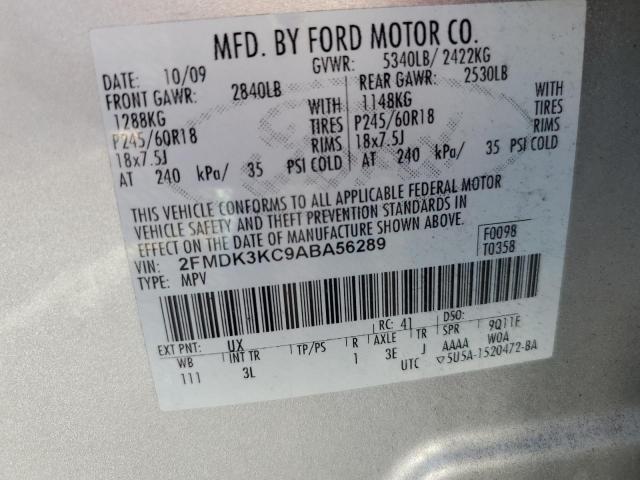 MFD. BY FORD MOTOR CO.
DATE: 10/09 GVWR: 5340LB/ 2422KG
FRONT GAWR: 2840LB REAR GAWR: 2530LB
1288KG WITH 1148KG WITH
P245/60R18 TIRES P245/60R18 TIRES
18x7.5J RIMS 18x7.5J RIMS
AT 240 kPa/ 35 PSI COLD AT 240 kPa/ 35 PSI COLD
THIS VEHICLE CONFORMS TO ALL APPLICABLE FEDERAL MOTOR
VEHICLE SAFETY AND THEFT PREVENTION STANDARDS IN
EFFECT ON THE DATE OF MANUFACTURE SHOWN ABOVE.
VIN: 2FMDK3KC9ABA56289 F0098
TYPE: MPV T0358
EXT PNT: UX RC: 41 DSO:
WB INT TR TP/PS R AXLE TR SPR 9Q11F
111 3L 1 3E J AAAA W0A
UTC ▽5U5A-1520472-BA